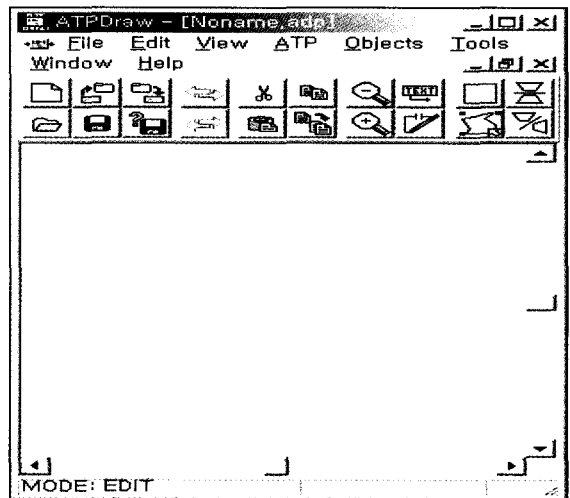 ATPDraw - [Noname.adp]
File Edit View ATP Objects Tools
Window Help
TEXT
MODE: EDIT